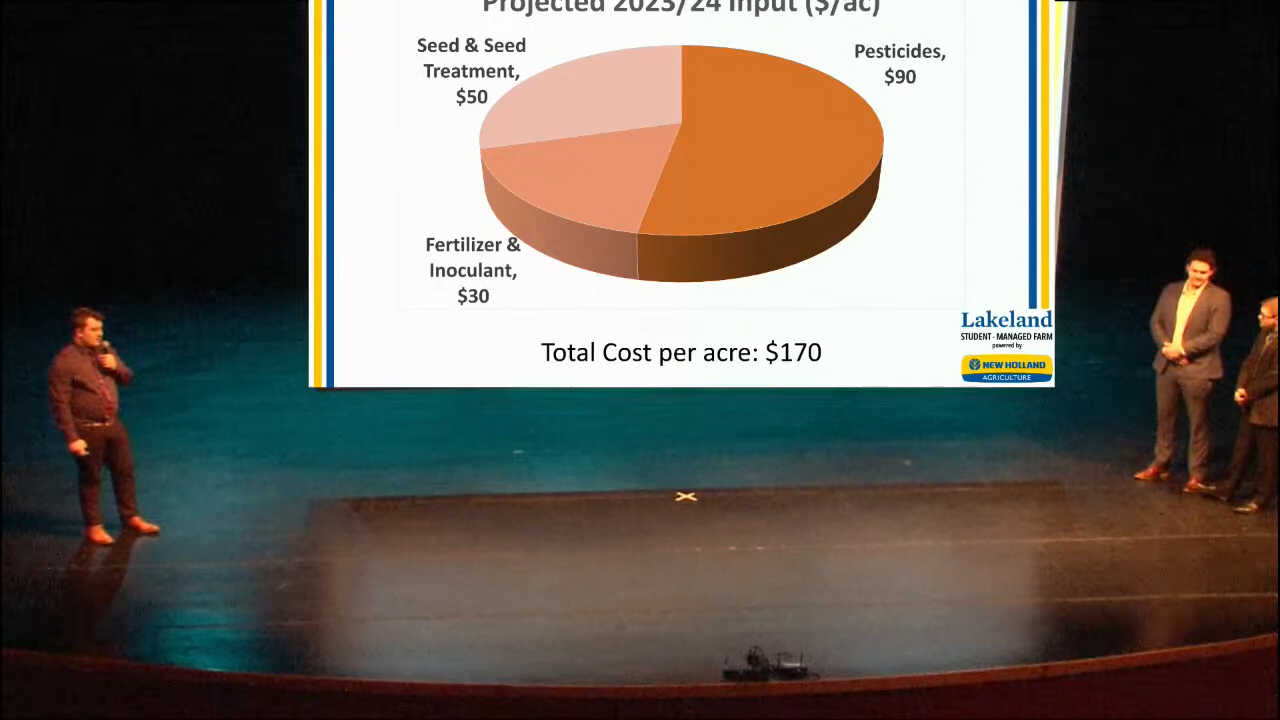 Projected 2023/24 Input ($/ac)
Seed & Seed
Treatment,
$50
Pesticides,
$90
Fertilizer &
Inoculant,
$30
Total Cost per acre: $170
Lakeland
STUDENT-MANAGED FARM
powered by
NEW HOLLAND
AGRICULTURE